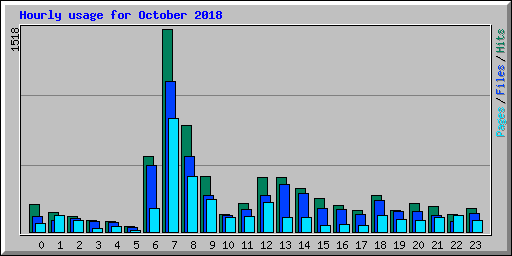 Hourly usage for October 2018
1518
Pages / Files / Hits
0 1 2 3 4 5 6 7 8 9 10 11 12 13 14 15 16 17 18 19 20 21 22 23